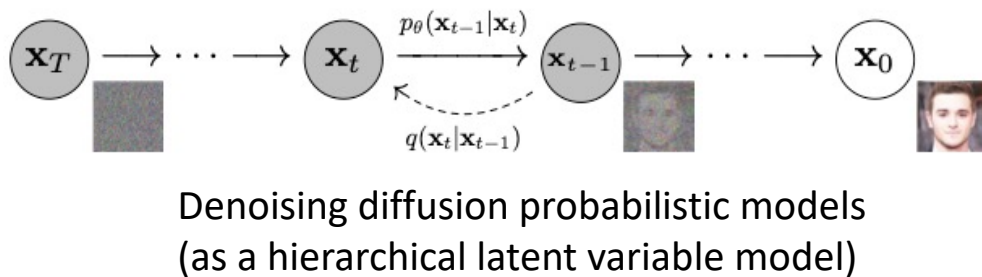 p_θ(x_{t−1}|x_t)
x_T → ⋯ → x_t → x_{t−1} → ⋯ → x_0
q(x_t|x_{t−1})
Denoising diffusion probabilistic models
(as a hierarchical latent variable model)